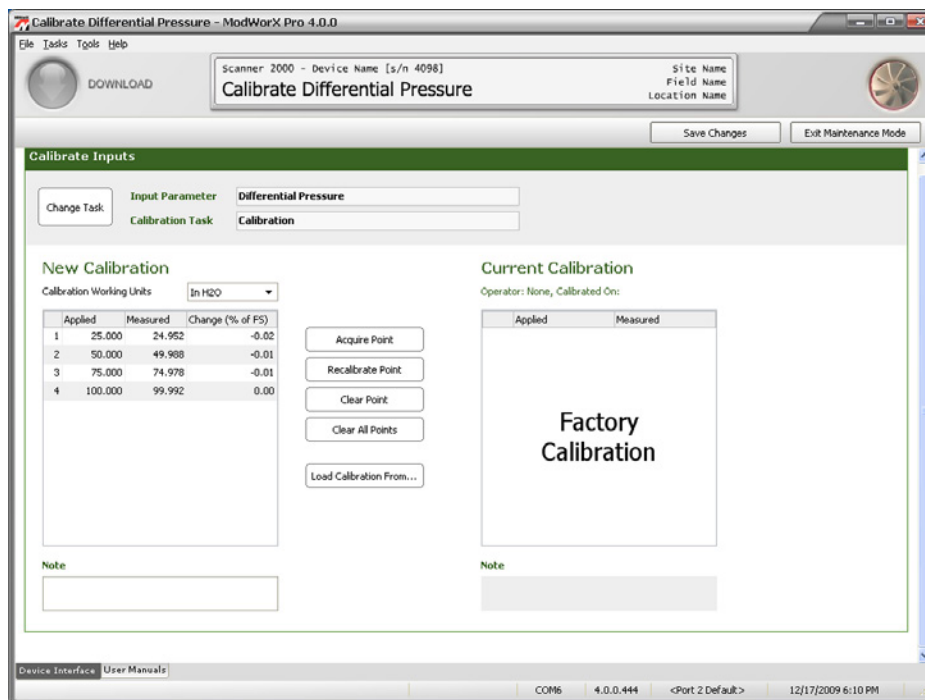 Calibrate Differential Pressure - ModWorX Pro 4.0.0
File Tasks Tools Help
DOWNLOAD
Scanner 2000 - Device Name [s/n 4098]
Calibrate Differential Pressure
Site Name
Field Name
Location Name
Save Changes
Exit Maintenance Mode
Calibrate Inputs
Change Task
Input Parameter Differential Pressure
Calibration Task Calibration
New Calibration
Calibration Working Units In H2O
Applied Measured Change (% of FS)
1 25.000 24.952 -0.02
2 50.000 49.988 -0.01
3 75.000 74.978 -0.01
4 100.000 99.992 0.00
Acquire Point
Recalibrate Point
Clear Point
Clear All Points
Load Calibration From...
Note
Current Calibration
Operator: None, Calibrated On:
Applied Measured
Factory
Calibration
Note
Device Interface User Manuals
COM6 4.0.0.444 <Port 2 Default> 12/17/2009 6:10 PM